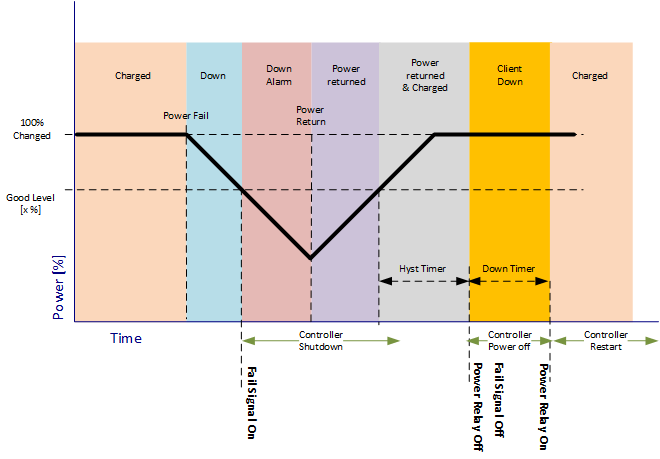 Charged
Down
Down
Alarm
Power
returned
Power
returned
& Charged
Client
Down
Charged
Power Fail
Power
Return
100%
Changed
Good Level
[x %]
Hyst Timer
Down Timer
Power [%]
Time
Controller
Shutdown
Controller
Power off
Controller
Restart
Fail Signal On
Power Relay Off
Fail Signal Off
Power Relay On